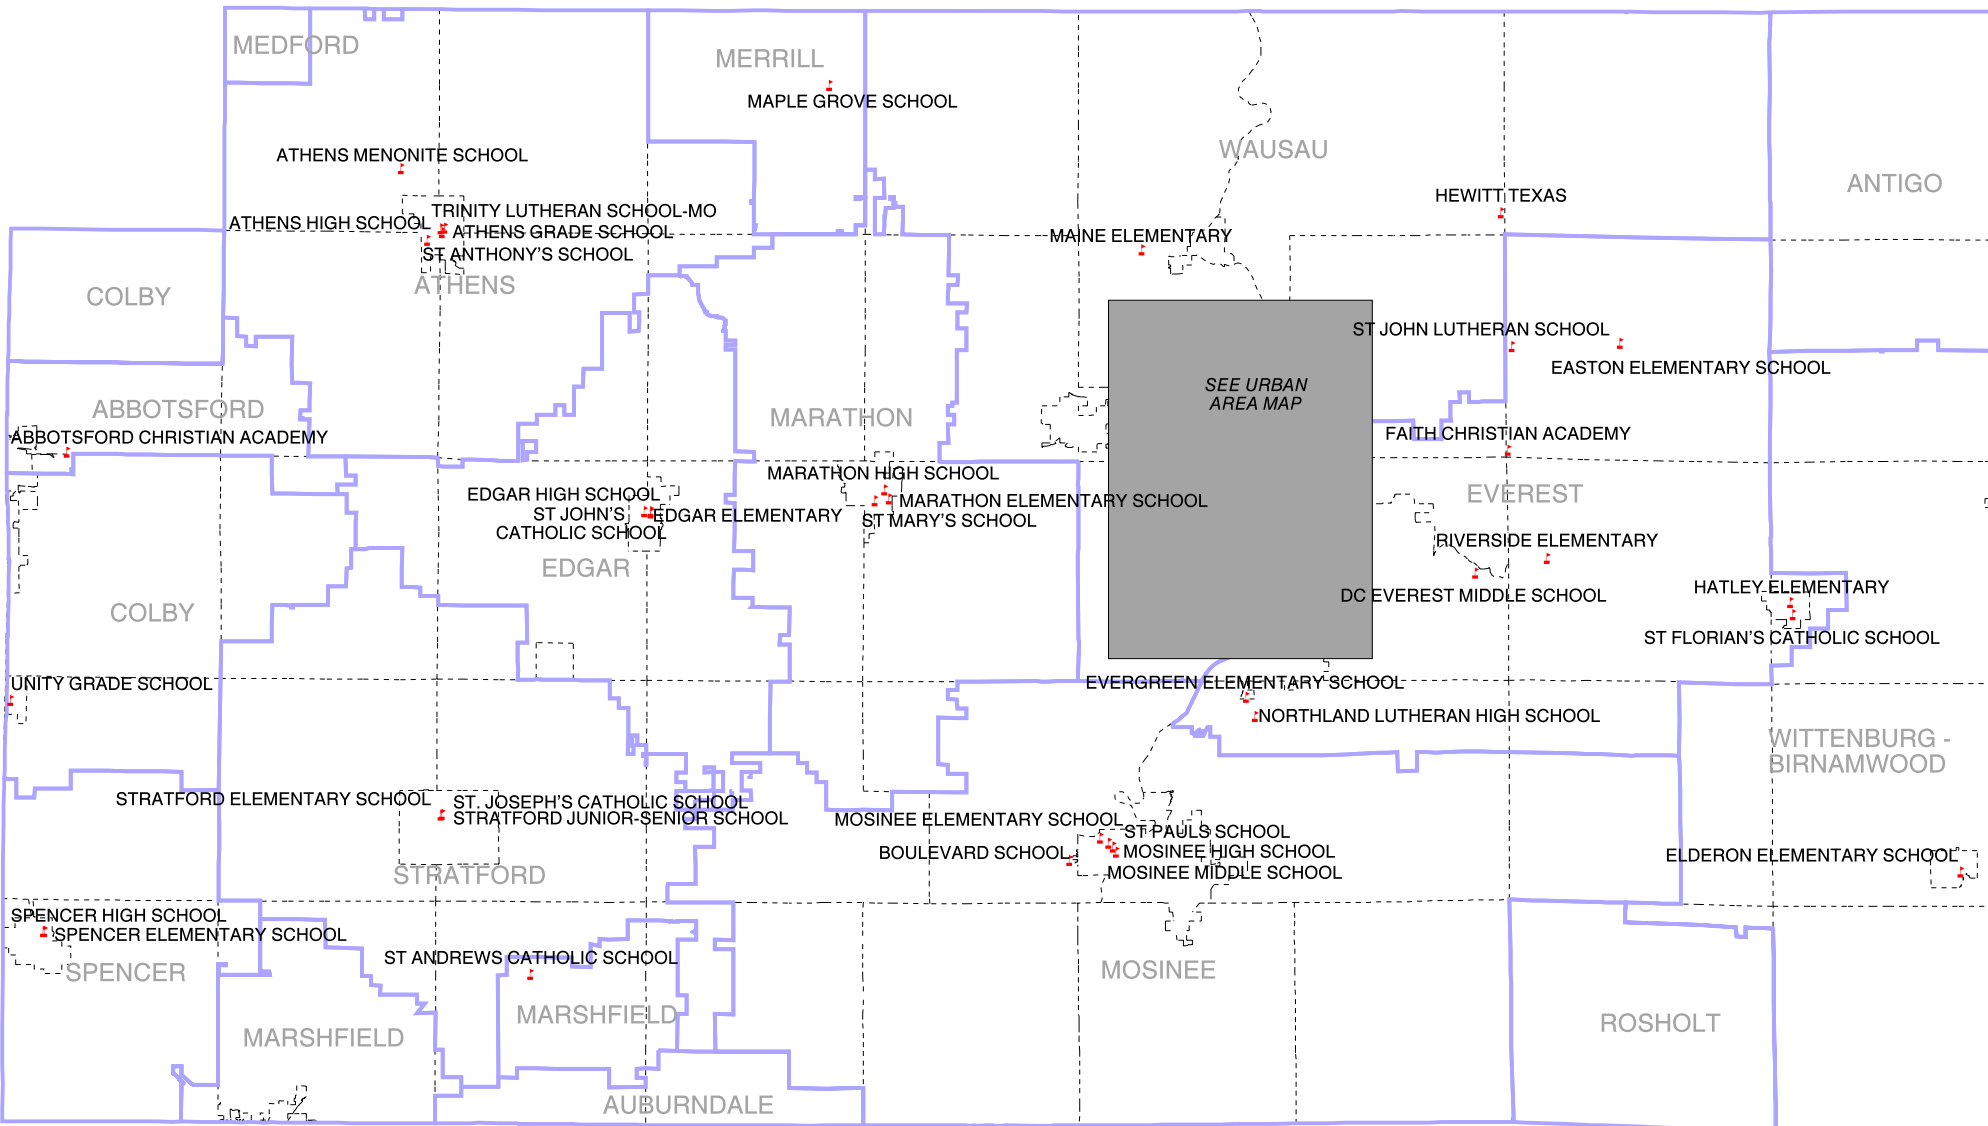 MEDFORD
MERRILL
MAPLE GROVE SCHOOL
WAUSAU
ATHENS MENONITE SCHOOL
ANTIGO
HEWITT TEXAS
TRINITY LUTHERAN SCHOOL-MO
ATHENS HIGH SCHOOL
ATHENS GRADE SCHOOL
MAINE ELEMENTARY
ST ANTHONY'S SCHOOL
ATHENS
COLBY
ST JOHN LUTHERAN SCHOOL
EASTON ELEMENTARY SCHOOL
SEE URBAN
AREA MAP
ABBOTSFORD
MARATHON
ABBOTSFORD CHRISTIAN ACADEMY
FAITH CHRISTIAN ACADEMY
MARATHON HIGH SCHOOL
EDGAR HIGH SCHOOL
EVEREST
MARATHON ELEMENTARY SCHOOL
ST JOHN'S
CATHOLIC SCHOOL
EDGAR ELEMENTARY
ST MARY'S SCHOOL
RIVERSIDE ELEMENTARY
EDGAR
HATLEY ELEMENTARY
DC EVEREST MIDDLE SCHOOL
COLBY
ST FLORIAN'S CATHOLIC SCHOOL
UNITY GRADE SCHOOL
EVERGREEN ELEMENTARY SCHOOL
NORTHLAND LUTHERAN HIGH SCHOOL
WITTENBURG -
BIRNAMWOOD
STRATFORD ELEMENTARY SCHOOL
ST. JOSEPH'S CATHOLIC SCHOOL
STRATFORD JUNIOR-SENIOR SCHOOL
MOSINEE ELEMENTARY SCHOOL
ST PAULS SCHOOL
BOULEVARD SCHOOL
MOSINEE HIGH SCHOOL
MOSINEE MIDDLE SCHOOL
ELDERON ELEMENTARY SCHOOL
STRATFORD
SPENCER HIGH SCHOOL
SPENCER ELEMENTARY SCHOOL
ST ANDREWS CATHOLIC SCHOOL
SPENCER
MOSINEE
MARSHFIELD
MARSHFIELD
ROSHOLT
AUBURNDALE